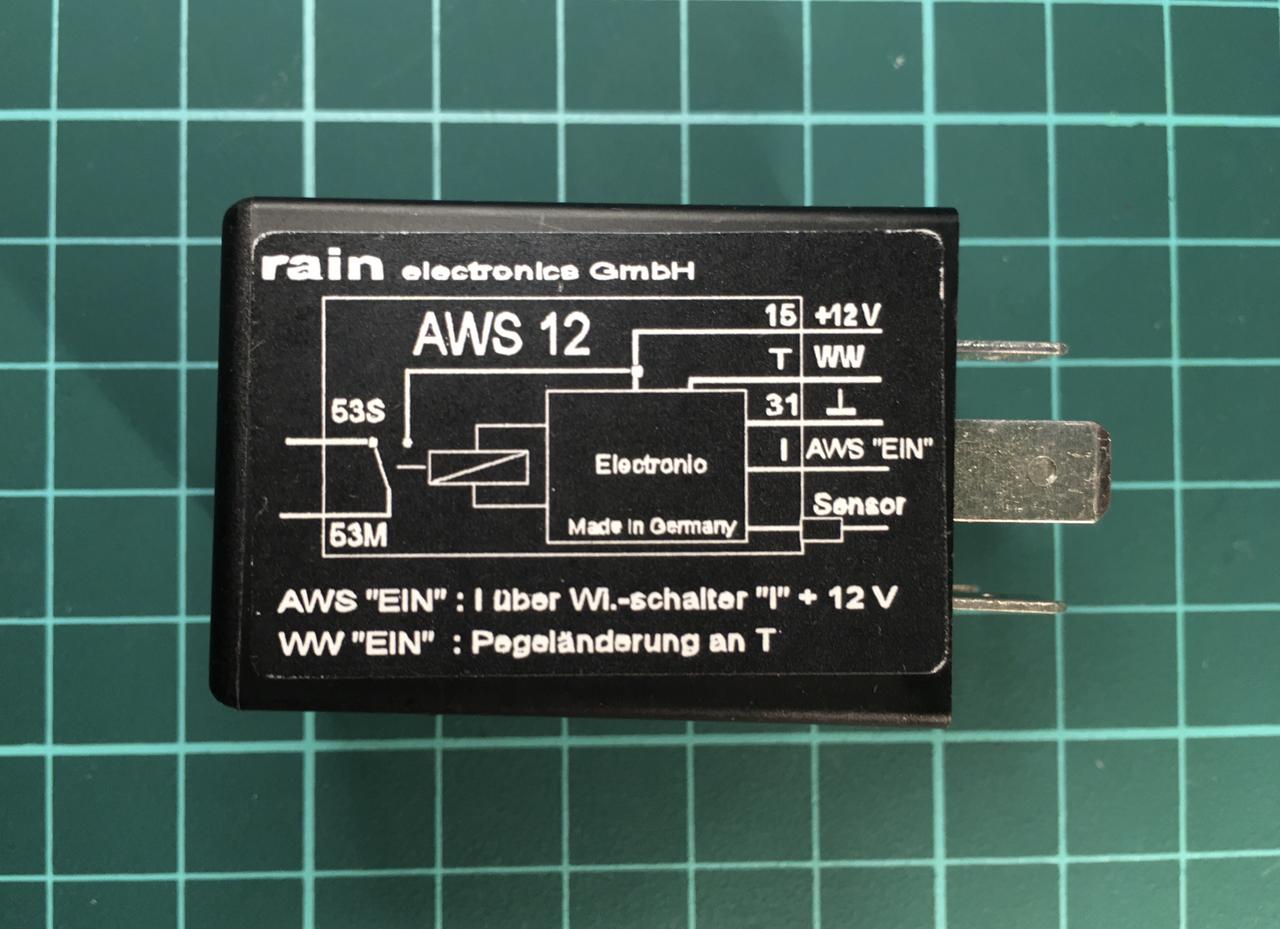 rain electronics GmbH
AWS 12
15 +12V
T WW
53S
31
I AWS "EIN"
Electronic
Sensor
53M
Made in Germany
AWS "EIN" : I über Wi.-schalter "I" + 12 V
WW "EIN" : Pegeländerung an T